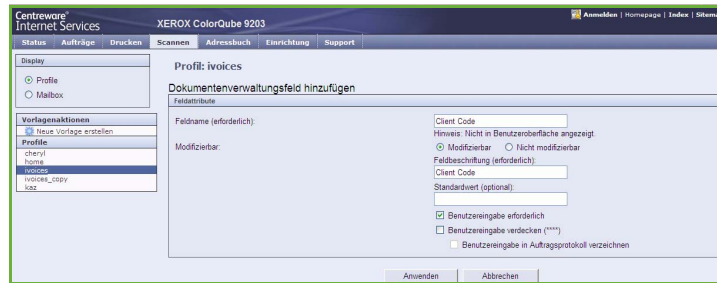 Centreware®
Internet Services
XEROX ColorQube 9203
Anmelden | Homepage | Index | Sitema
Status Aufträge Drucken Scannen Adressbuch Einrichtung Support
Display
Profile
Mailbox
Vorlagenaktionen
Neue Vorlage erstellen
Profile
cheryl
home
ivoices
ivoices_copy
kaz
Profil: ivoices
Dokumentenverwaltungsfeld hinzufügen
Feldattribute
Feldname (erforderlich):
Client Code
Hinweis: Nicht in Benutzeroberfläche angezeigt.
Modifizierbar:
Modifizierbar Nicht modifizierbar
Feldbeschriftung (erforderlich):
Client Code
Standardwert (optional):
Benutzereingabe erforderlich
Benutzereingabe verdecken (****)
Benutzereingabe in Auftragsprotokoll verzeichnen
Anwenden Abbrechen